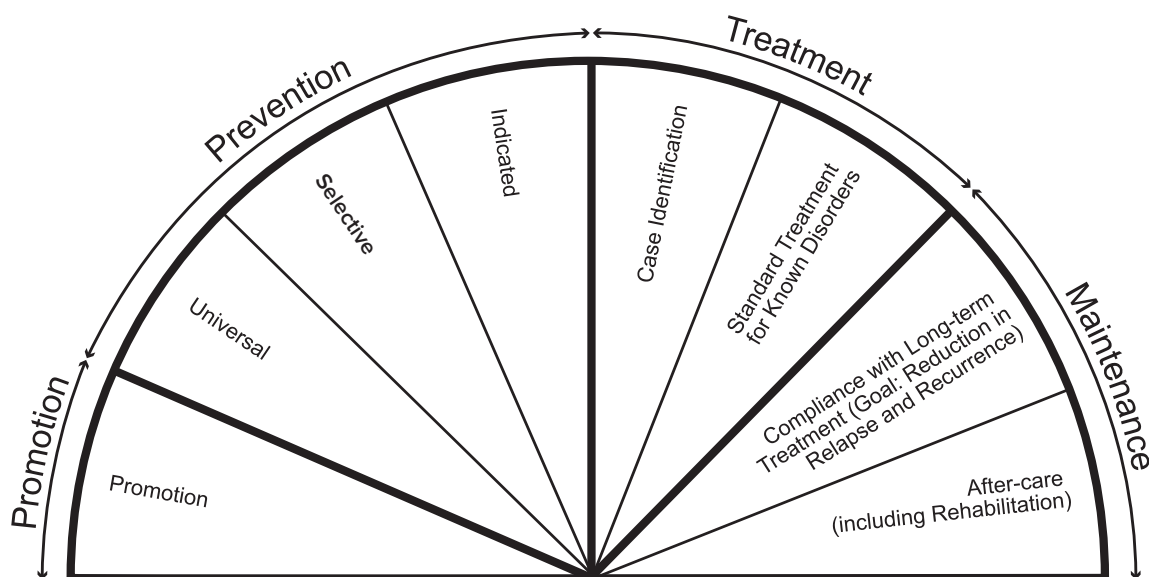 Promotion
Prevention
Treatment
Maintenance
Promotion
Universal
Selective
Indicated
Case Identification
Standard Treatment
for Known Disorders
Compliance with Long-term
Treatment (Goal: Reduction in
Relapse and Recurrence)
After-care
(including Rehabilitation)